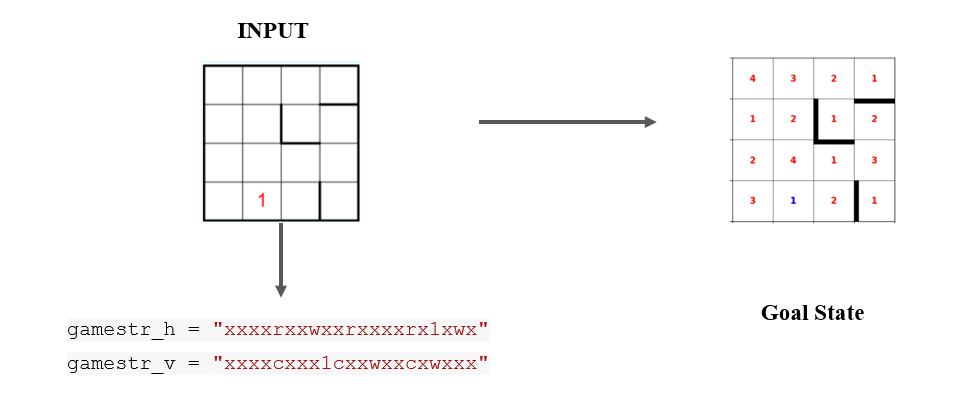 INPUT
1
4 3 2 1
1 2 1 2
2 4 1 3
3 1 2 1
Goal State
gamestr_h = "xxxxrxxwxxrxxxxrx1xwx"
gamestr_v = "xxxxcxxx1cxxwxxcxwxxx"